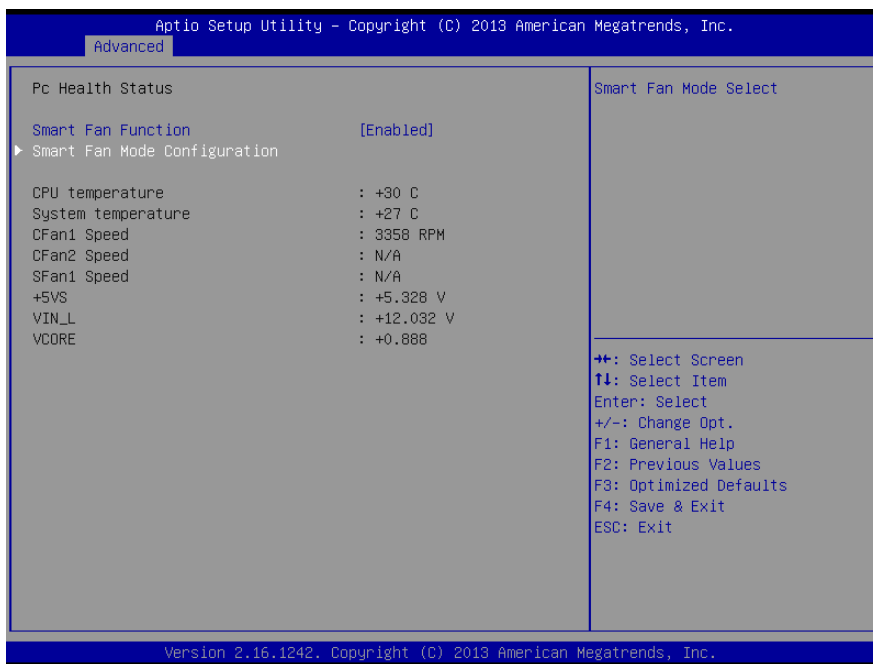 Aptio Setup Utility – Copyright (C) 2013 American Megatrends, Inc.
Advanced
Pc Health Status
Smart Fan Function [Enabled]
▶ Smart Fan Mode Configuration
CPU temperature : +30 C
System temperature : +27 C
CFan1 Speed : 3358 RPM
CFan2 Speed : N/A
SFan1 Speed : N/A
+5VS : +5.328 V
VIN_L : +12.032 V
VCORE : +0.888
Smart Fan Mode Select
→←: Select Screen
↑↓: Select Item
Enter: Select
+/-: Change Opt.
F1: General Help
F2: Previous Values
F3: Optimized Defaults
F4: Save & Exit
ESC: Exit
Version 2.16.1242. Copyright (C) 2013 American Megatrends, Inc.